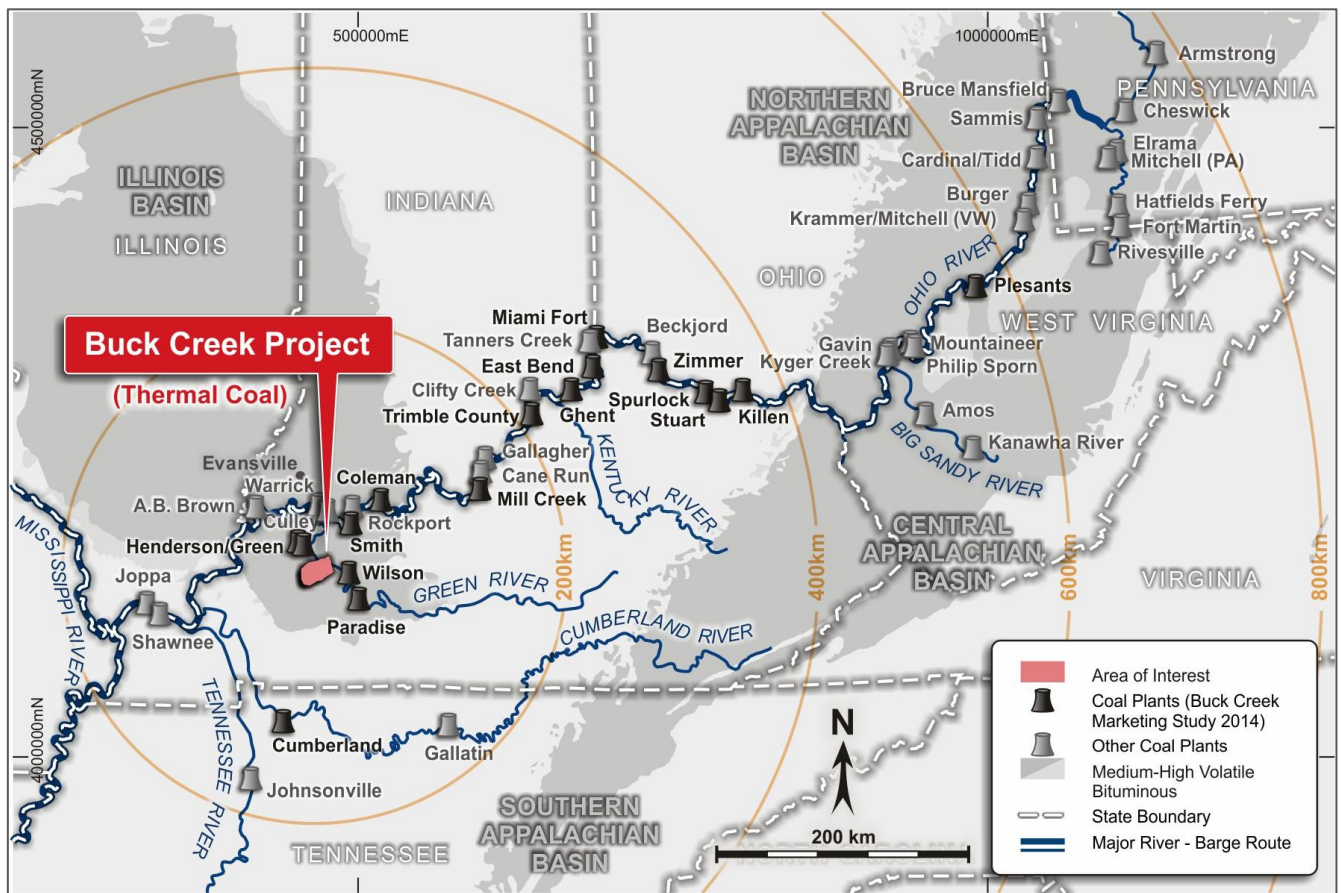 500000mE
1000000mE
4500000mN
4000000mN
Armstrong
PENNSYLVANIA
Bruce Mansfield
Cheswick
Sammis
NORTHERN
APPALACHIAN
BASIN
Elrama
Cardinal/Tidd
Mitchell (PA)
ILLINOIS
BASIN
INDIANA
Burger
Hatfields Ferry
Krammer/Mitchell (VW)
Fort Martin
ILLINOIS
Rivesville
OHIO RIVER
OHIO
Plesants
Buck Creek Project
(Thermal Coal)
Miami Fort
Tanners Creek
Beckjord
WEST VIRGINIA
Mountaineer
Gavin
Kyger Creek
Philip Sporn
East Bend
Zimmer
Clifty Creek
Trimble County
Ghent
Spurlock
Stuart
Killen
Amos
Kanawha River
BIG SANDY RIVER
KENTUCKY RIVER
Gallagher
Cane Run
Mill Creek
Evansville
Warrick
Coleman
A.B. Brown
Culley
Rockport
Henderson/Green
Smith
CENTRAL
APPALACHIAN
BASIN
MISSISSIPPI RIVER
Joppa
Wilson
GREEN RIVER
200km
400km
600km
800km
VIRGINIA
Shawnee
Paradise
CUMBERLAND RIVER
TENNESSEE RIVER
Cumberland
Gallatin
Johnsonville
SOUTHERN
APPALACHIAN
BASIN
TENNESSEE
N
200 km
NORTH CAROLINA
Area of Interest
Coal Plants (Buck Creek
Marketing Study 2014)
Other Coal Plants
Medium-High Volatile
Bituminous
State Boundary
Major River - Barge Route